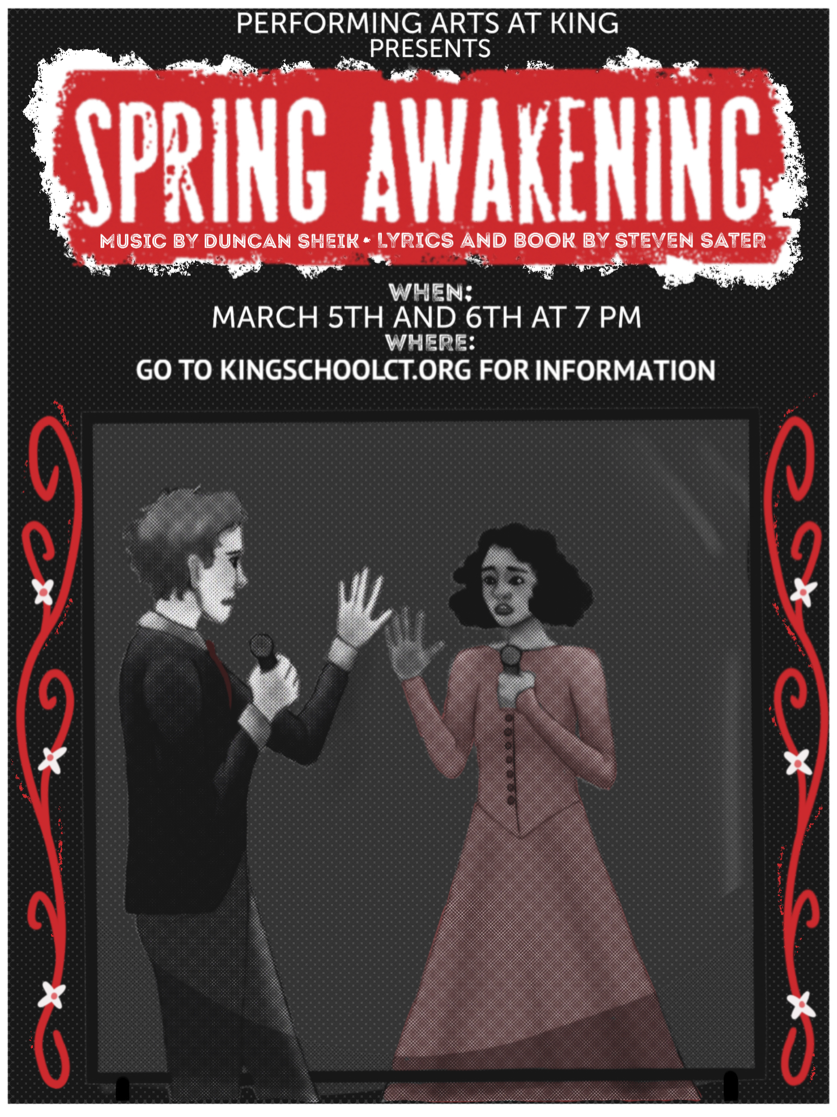 PERFORMING ARTS AT KING
PRESENTS
SPRING AWAKENING
MUSIC BY DUNCAN SHEIK • LYRICS AND BOOK BY STEVEN SATER
WHEN:
MARCH 5TH AND 6TH AT 7 PM
WHERE:
GO TO KINGSCHOOLCT.ORG FOR INFORMATION